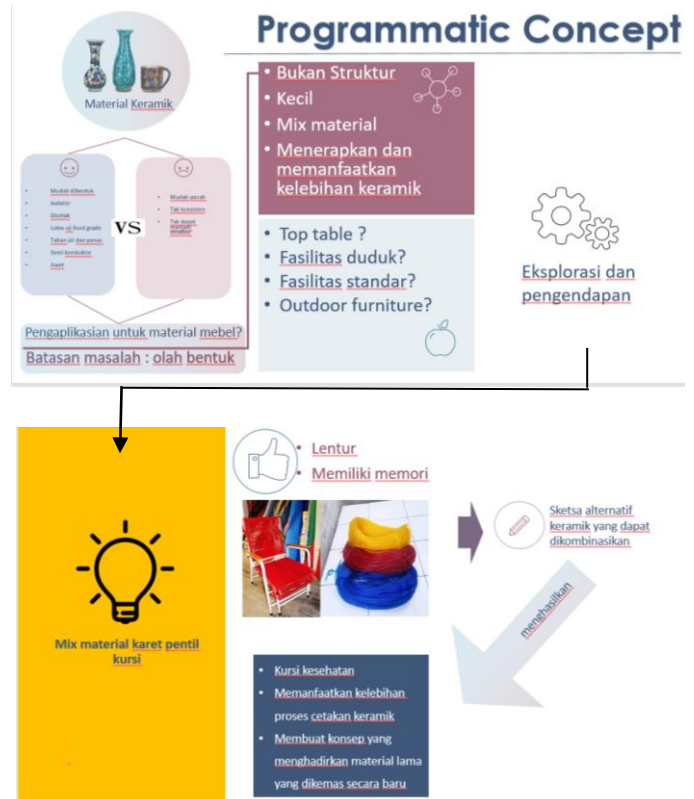 Programmatic Concept
Material Keramik
Mudah dibentuk
Isolator
Dicetak
Lolos uji food grade
Tahan air dan panas
Semi konduktor
Awet
VS
Mudah pecah
Tak konsisten
Tak dapat
menjadi
struktur
Pengaplikasian untuk material mebel?
Batasan masalah : olah bentuk
• Bukan Struktur
• Kecil
• Mix material
• Menerapkan dan
memanfaatkan
kelebihan keramik
• Top table ?
• Fasilitas duduk?
• Fasilitas standar?
• Outdoor furniture?
Eksplorasi dan
pengendapan
Mix material karet pentil
kursi
• Lentur
• Memiliki memori
Sketsa alternatif
keramik yang dapat
dikombinasikan
menghasilkan
• Kursi kesehatan
• Memanfaatkan kelebihan
proses cetakan keramik
• Membuat konsep yang
menghadirkan material lama
yang dikemas secara baru